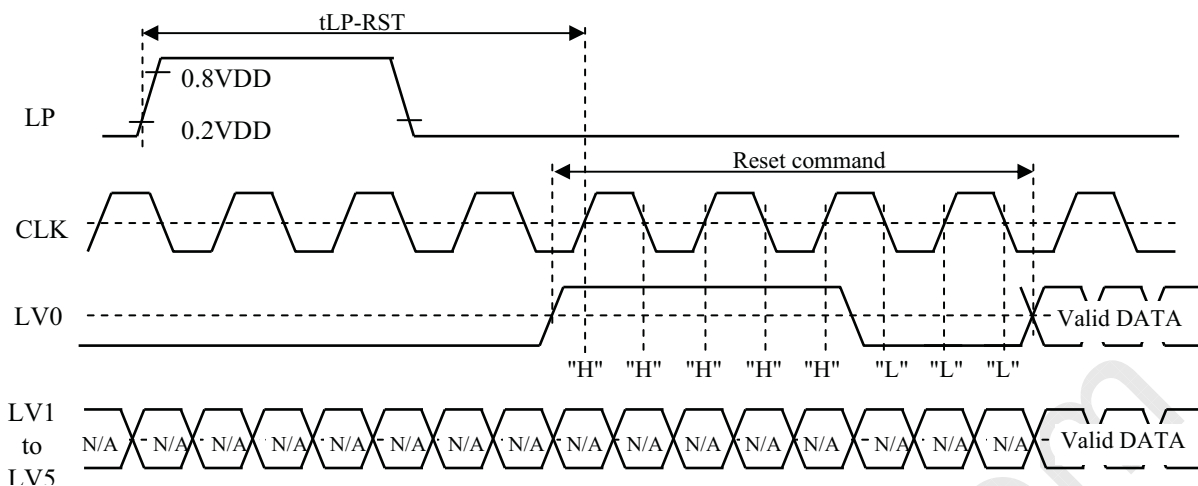 tLP-RST
0.8VDD
LP
0.2VDD
Reset command
CLK
LV0
Valid DATA
"H" "H" "H" "H" "H" "L" "L" "L"
LV1
to
LV5
N/A N/A N/A N/A N/A N/A N/A N/A N/A N/A N/A N/A N/A N/A N/A N/A Valid DATA